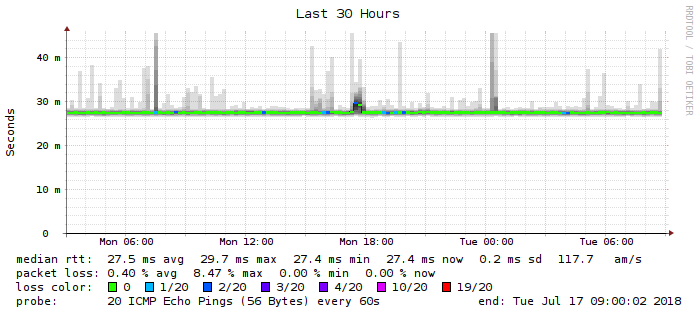 Last 30 Hours
RRDTOOL / TOBI OETIKER
Seconds
40 m
30 m
20 m
10 m
0
Mon 06:00 Mon 12:00 Mon 18:00 Tue 00:00 Tue 06:00
median rtt: 27.5 ms avg 29.7 ms max 27.4 ms min 27.4 ms now 0.2 ms sd 117.7 am/s
packet loss: 0.40 % avg 8.47 % max 0.00 % min 0.00 % now
loss color: 0 1/20 2/20 3/20 4/20 10/20 19/20
probe: 20 ICMP Echo Pings (56 Bytes) every 60s end: Tue Jul 17 09:00:02 2018